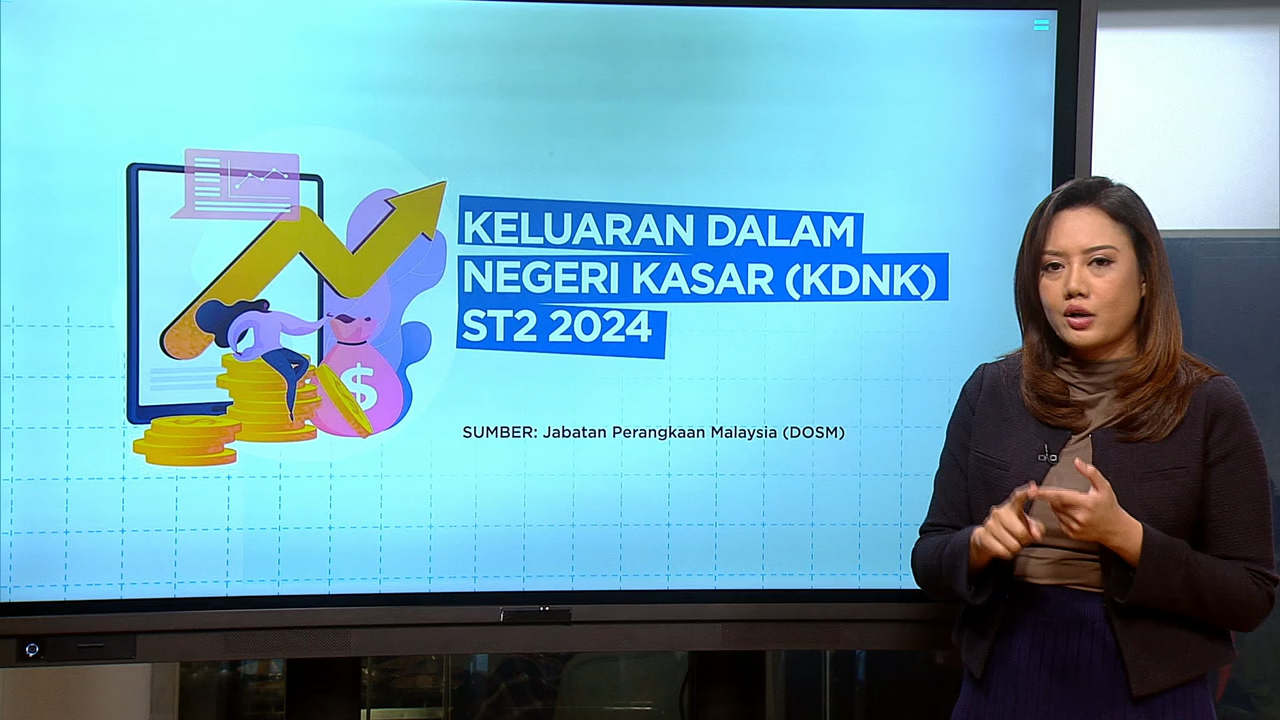 KELUARAN DALAM
NEGERI KASAR (KDNK)
ST2 2024
SUMBER: Jabatan Perangkaan Malaysia (DOSM)
$